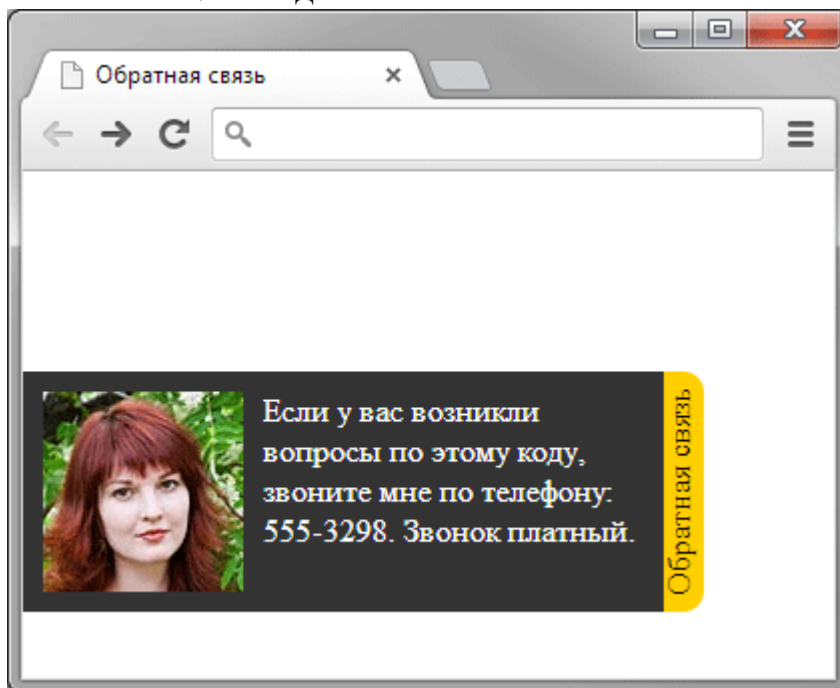 Обратная связь
Если у вас возникли
вопросы по этому коду,
звоните мне по телефону:
555-3298. Звонок платный.
Обратная связь